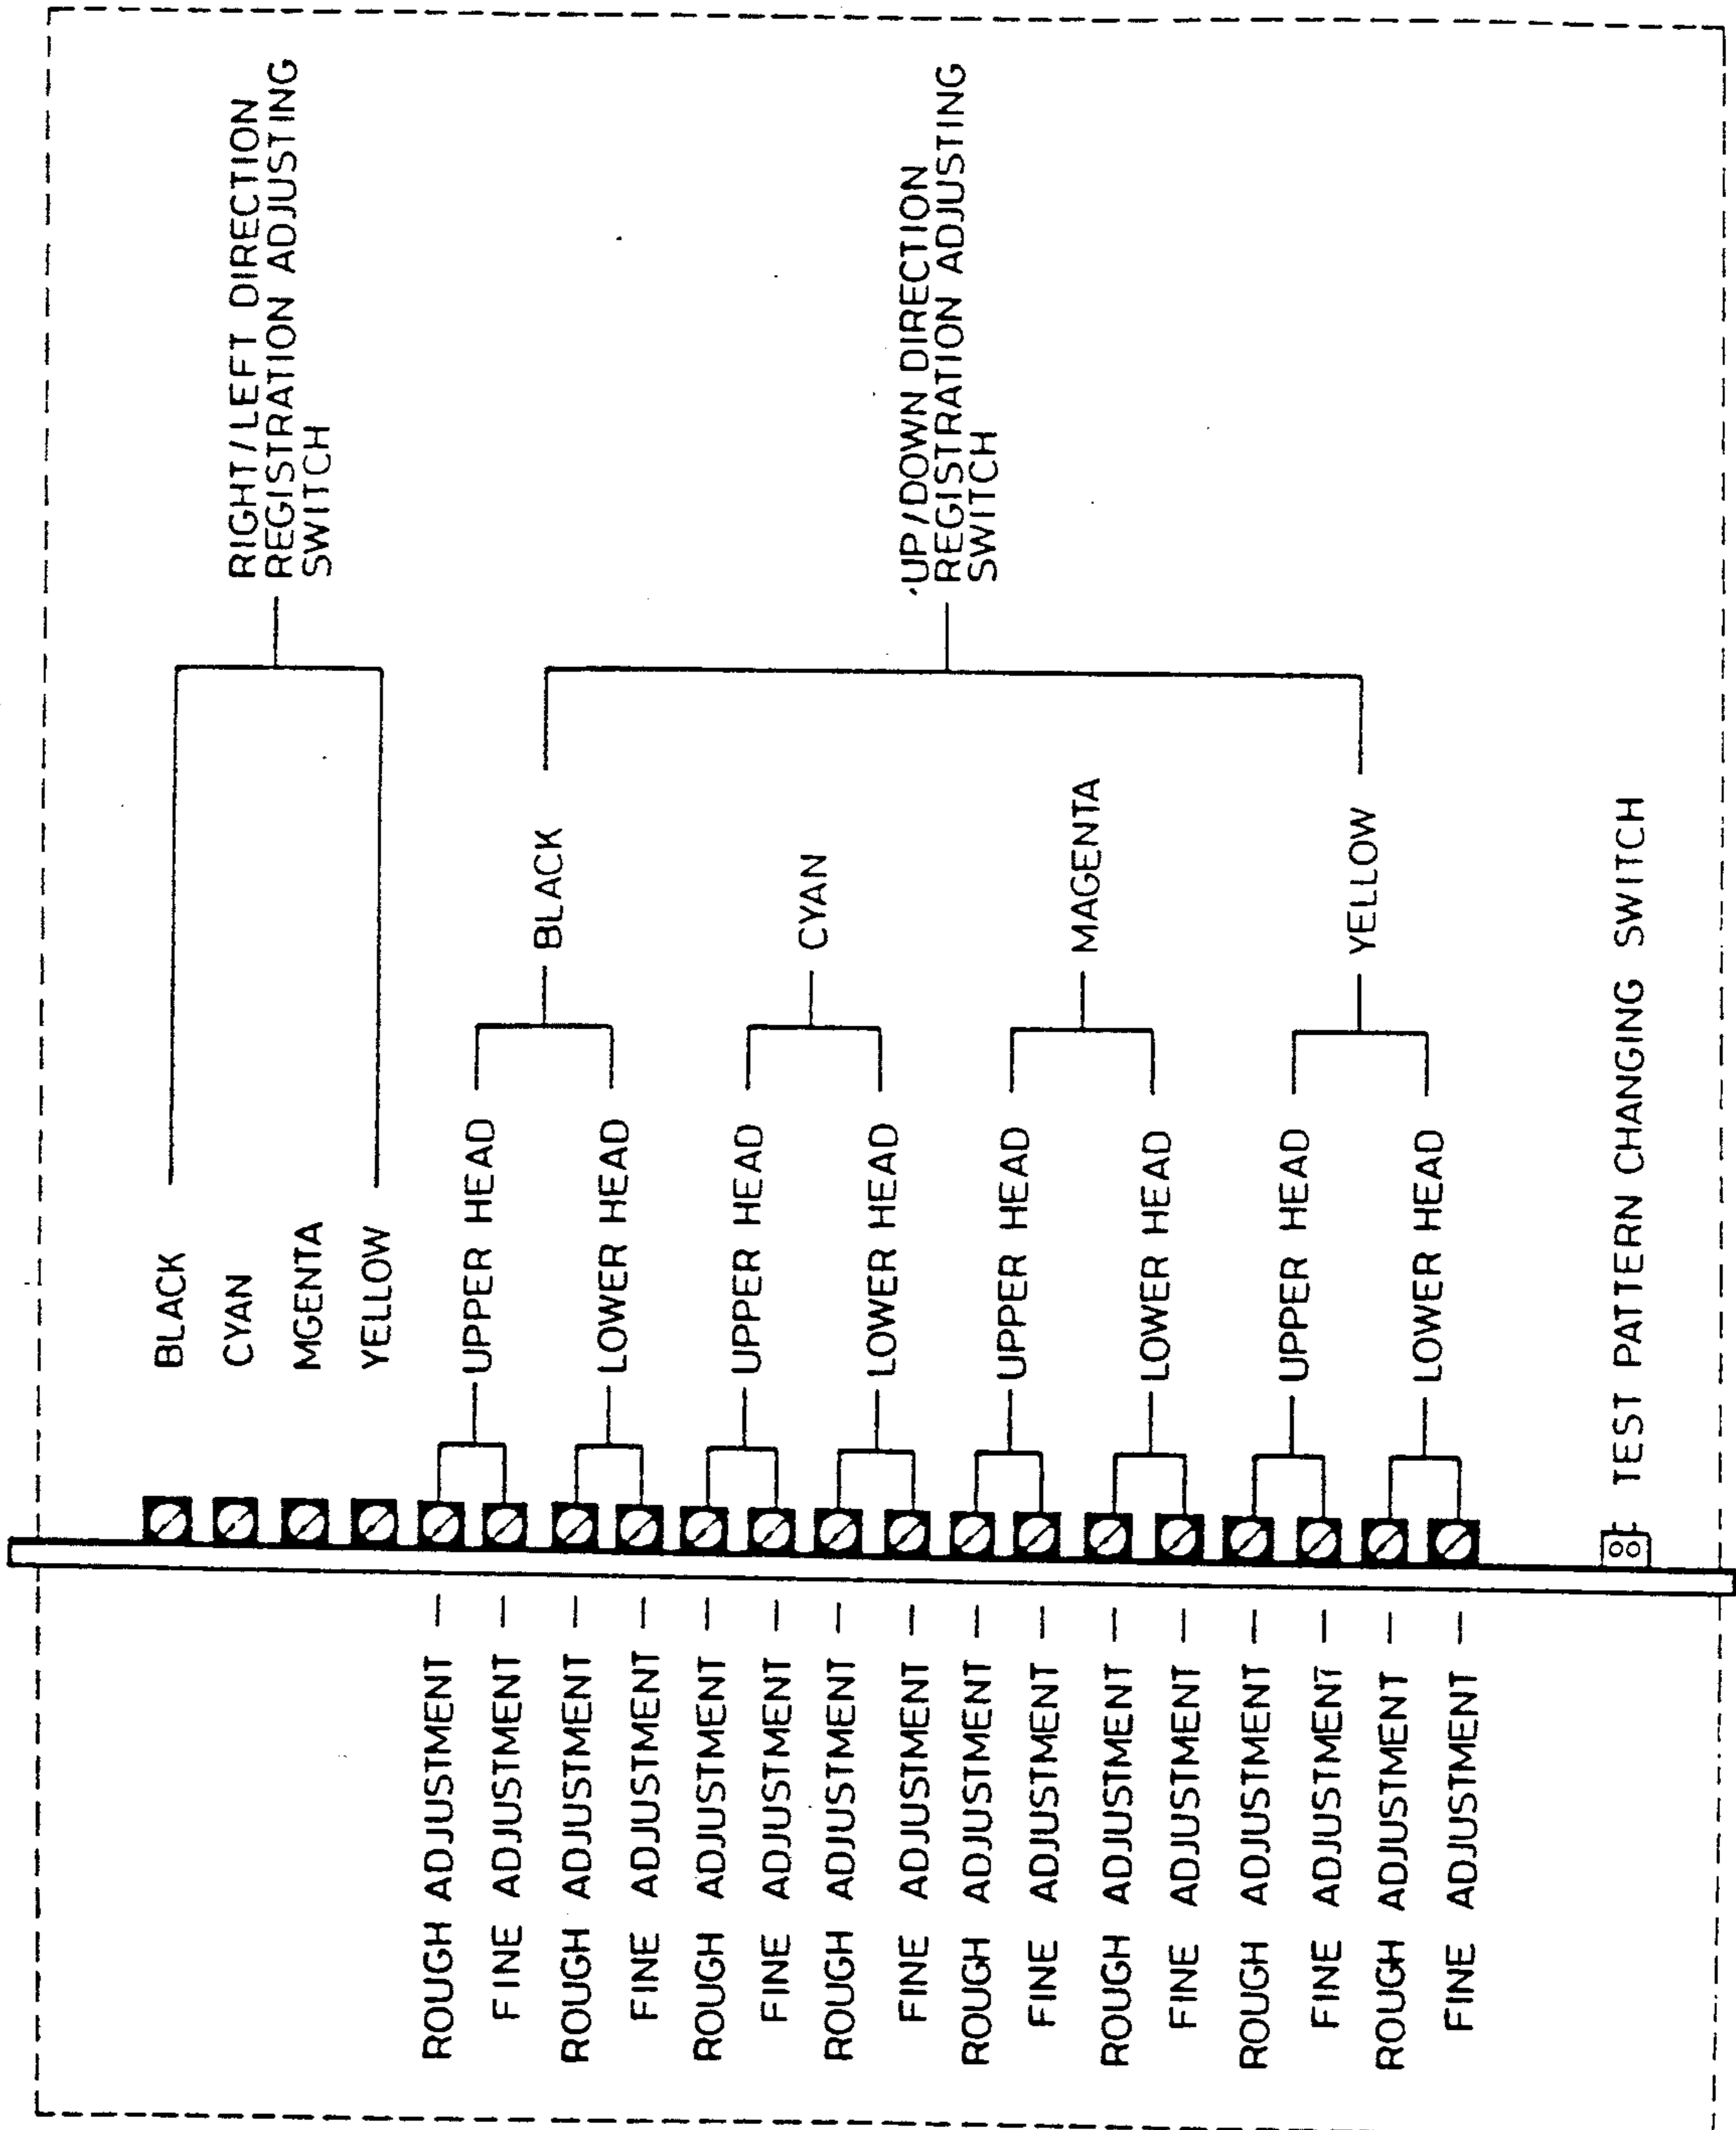 RIGHT/LEFT DIRECTION
REGISTRATION ADJUSTING
SWITCH
BLACK
CYAN
MGENTA
YELLOW
UP/DOWN DIRECTION
REGISTRATION ADJUSTING
SWITCH
BLACK
CYAN
MAGENTA
YELLOW
UPPER HEAD
LOWER HEAD
UPPER HEAD
LOWER HEAD
UPPER HEAD
LOWER HEAD
UPPER HEAD
LOWER HEAD
TEST PATTERN CHANGING SWITCH
ROUGH ADJUSTMENT
FINE ADJUSTMENT
ROUGH ADJUSTMENT
FINE ADJUSTMENT
ROUGH ADJUSTMENT
FINE ADJUSTMENT
ROUGH ADJUSTMENT
FINE ADJUSTMENT
ROUGH ADJUSTMENT
FINE ADJUSTMENT
ROUGH ADJUSTMENT
FINE ADJUSTMENT
ROUGH ADJUSTMENT
FINE ADJUSTMENT
ROUGH ADJUSTMENT
FINE ADJUSTMENT